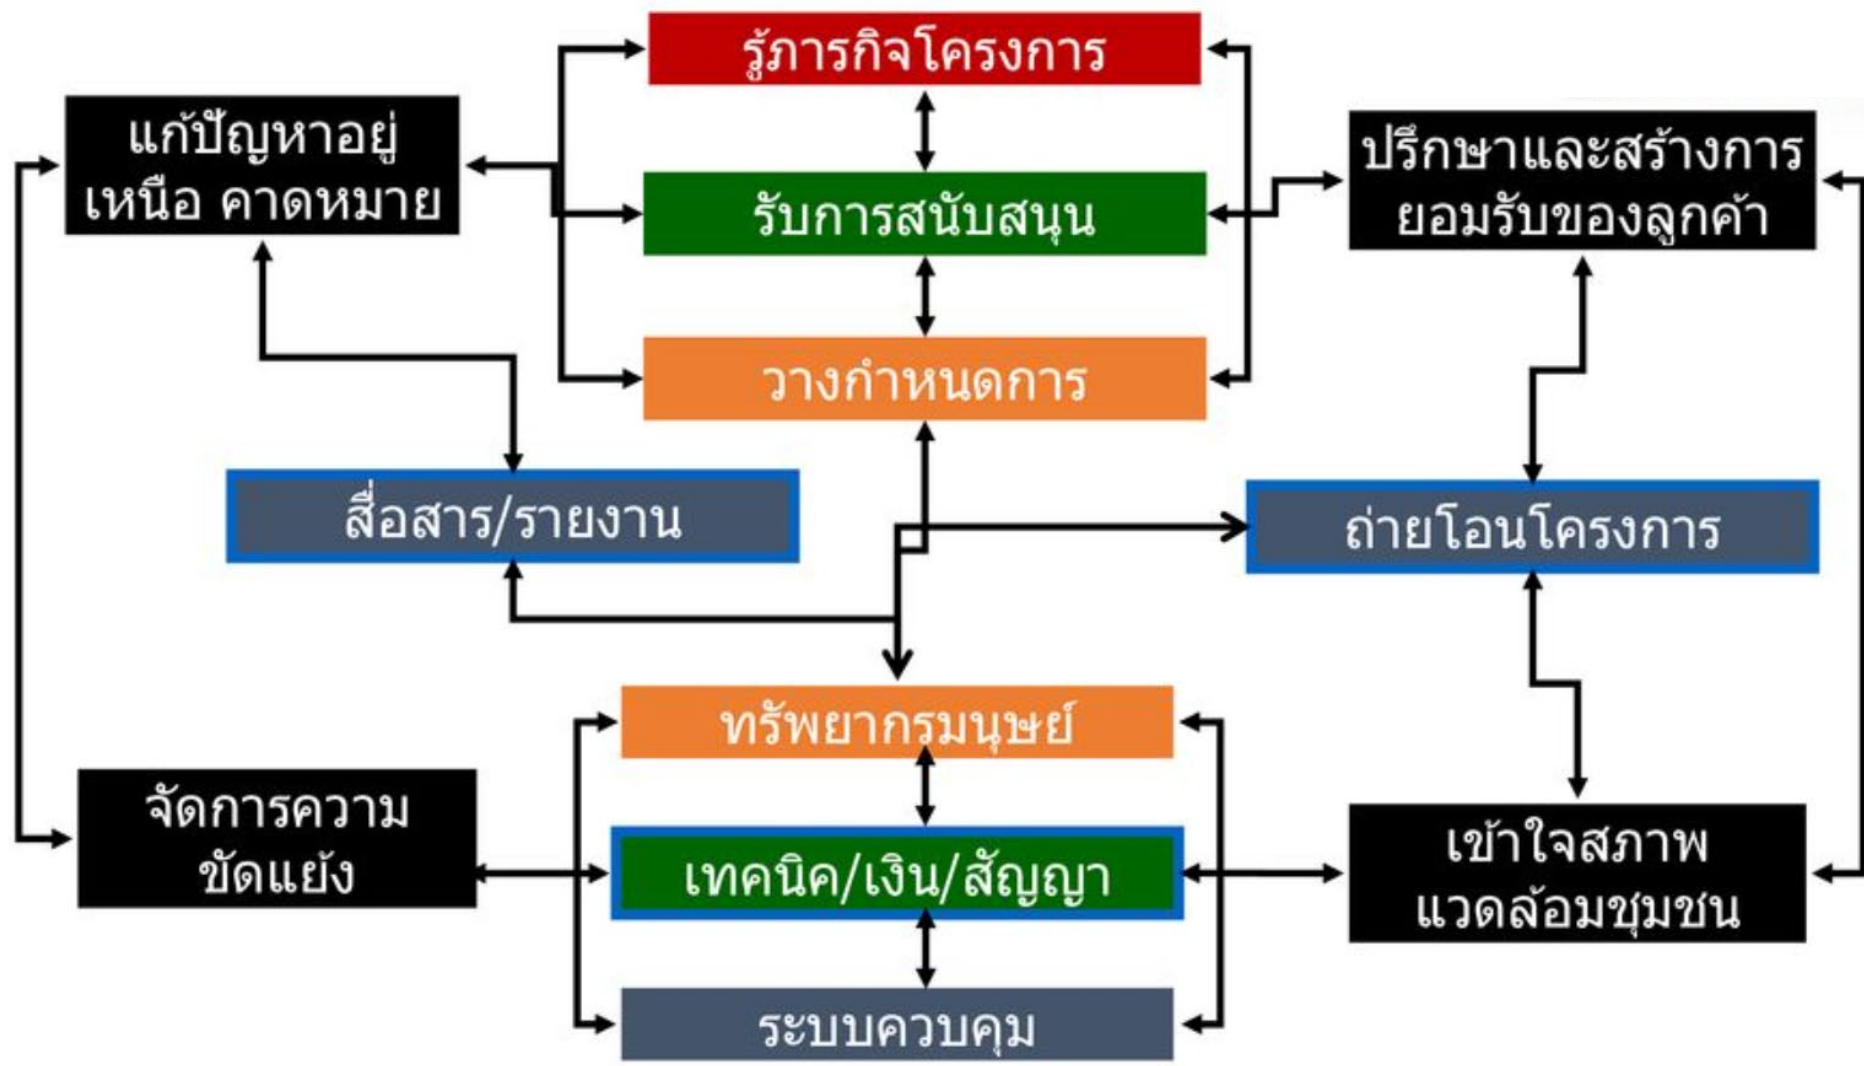 รู้ภารกิจโครงการ
แก้ปัญหาอยู่
เหนือ คาดหมาย
ปรึกษาและสร้างการ
ยอมรับของลูกค้า
รับการสนับสนุน
วางกำหนดการ
สื่อสาร/รายงาน
ถ่ายโอนโครงการ
ทรัพยากรมนุษย์
จัดการความ
ขัดแย้ง
เทคนิค/เงิน/สัญญา
เข้าใจสภาพ
แวดล้อมชุมชน
ระบบควบคุม